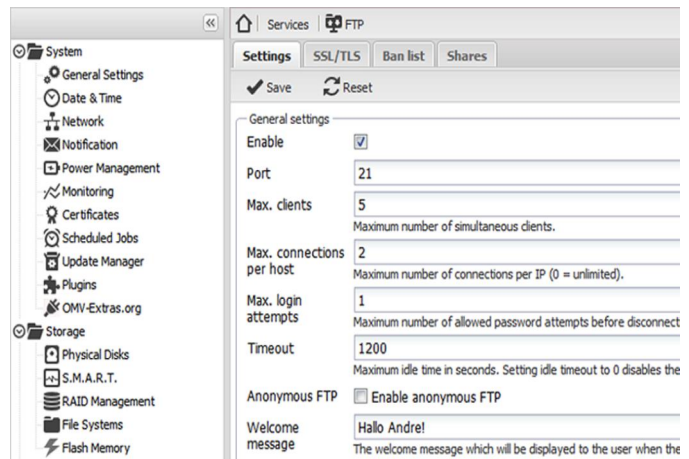 Services FTP
System
General Settings
Date & Time
Network
Notification
Power Management
Monitoring
Certificates
Scheduled Jobs
Update Manager
Plugins
OMV-Extras.org
Storage
Physical Disks
S.M.A.R.T.
RAID Management
File Systems
Flash Memory
Settings SSL/TLS Ban list Shares
Save Reset
General settings
Enable
Port 21
Max. clients 5
Maximum number of simultaneous clients.
Max. connections per host 2
Maximum number of connections per IP (0 = unlimited).
Max. login attempts 1
Maximum number of allowed password attempts before disconnect
Timeout 1200
Maximum idle time in seconds. Setting idle timeout to 0 disables the
Anonymous FTP Enable anonymous FTP
Welcome message Hallo Andre!
The welcome message which will be displayed to the user when the